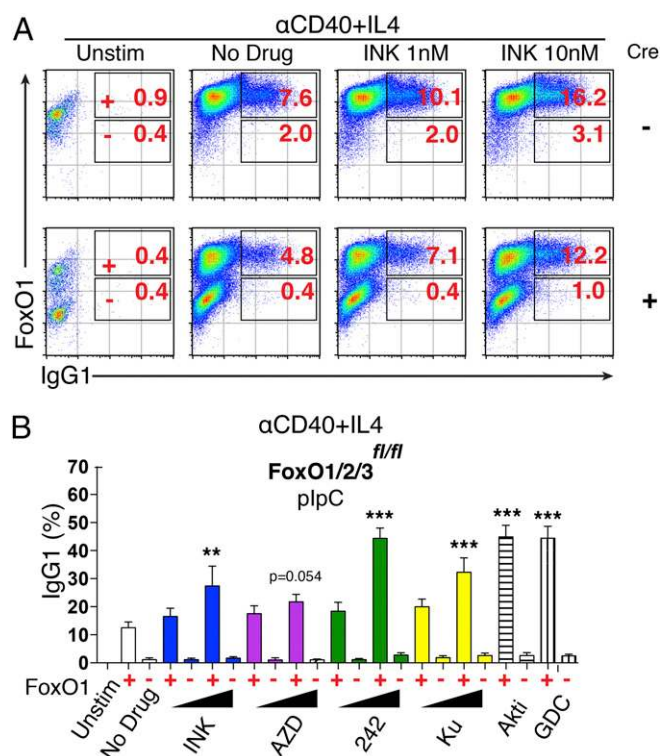 A
αCD40+IL4
Unstim No Drug INK 1nM INK 10nM Cre
+ 0.9 7.6 10.1 16.2
- 0.4 2.0 2.0 3.1 -
+ 0.4 4.8 7.1 12.2
- 0.4 0.4 0.4 1.0 +
FoxO1
IgG1
B
αCD40+IL4
FoxO1/2/3 fl/fl
pIpC
IgG1 (%)
70
60
50
40
30
20
10
0
** p=0.054 *** *** *** ***
FoxO1 + - + - + - + - + - + - + - + - + - + - + -
Unstim No Drug INK AZD 242 Ku Akti GDC